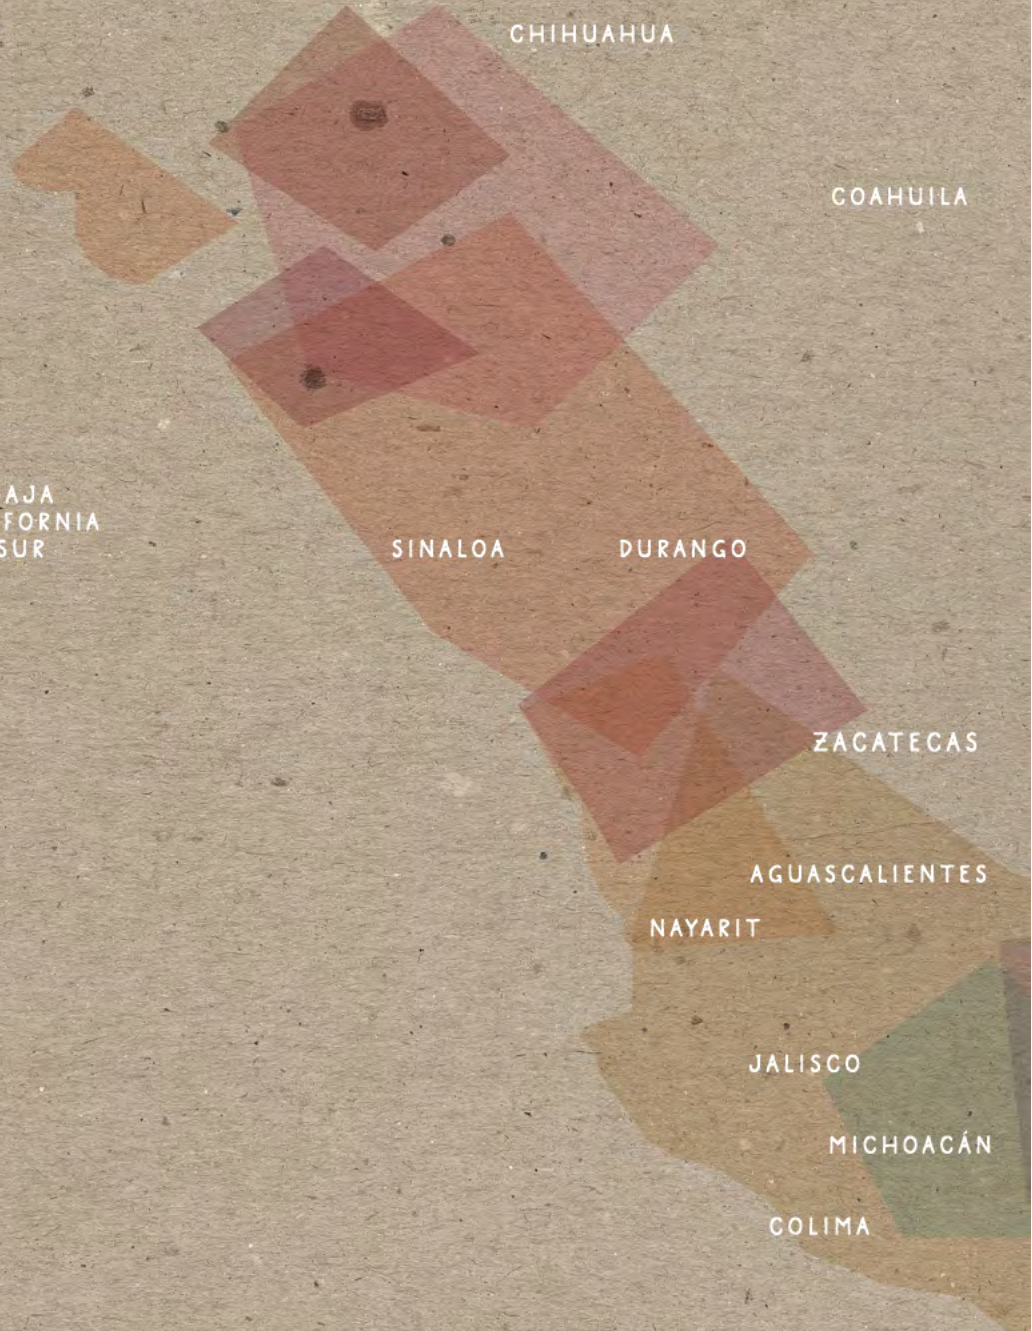 CHIHUAHUA
COAHUILA
AJA
FORNIA
SUR
SINALOA
DURANGO
ZACATECAS
AGUASCALIENTES
NAYARIT
JALISCO
MICHOACÁN
COLIMA